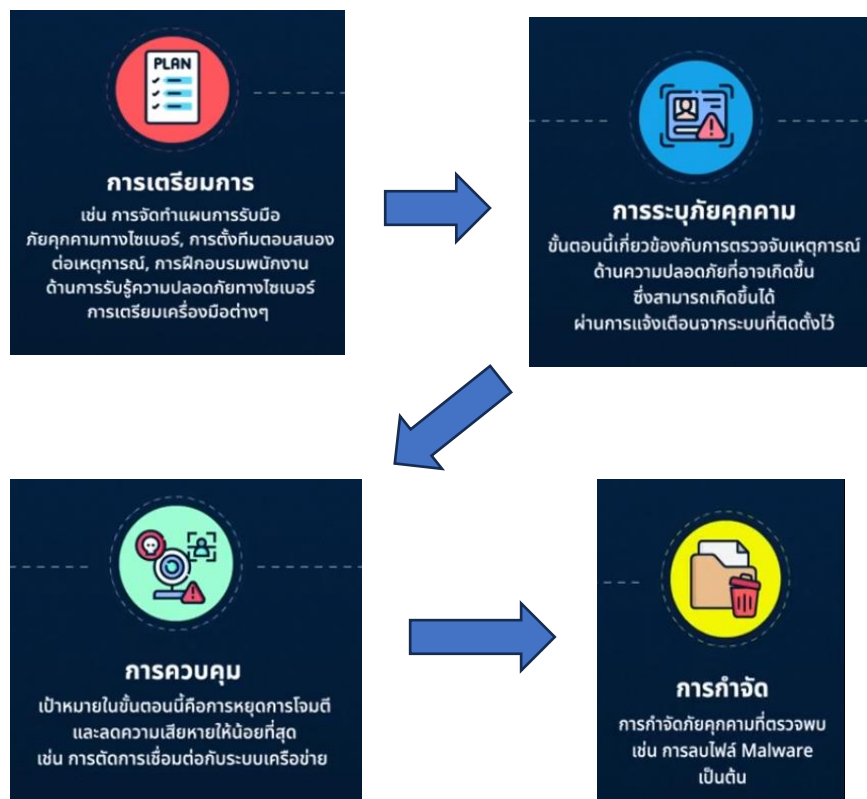 PLAN
การเตรียมการ
เช่น การจัดทำแผนการรับมือ
ภัยคุกคามทางไซเบอร์, การตั้งทีมตอบสนอง
ต่อเหตุการณ์, การฝึกอบรมพนักงาน
ด้านการรับรู้ความปลอดภัยทางไซเบอร์
การเตรียมเครื่องมือต่างๆ
การระบุภัยคุกคาม
ขั้นตอนนี้เกี่ยวข้องกับการตรวจจับเหตุการณ์
ด้านความปลอดภัยที่อาจเกิดขึ้น
ซึ่งสามารถเกิดขึ้นได้
ผ่านการแจ้งเตือนจากระบบที่ติดตั้งไว้
การควบคุม
เป้าหมายในขั้นตอนนี้คือการหยุดการโจมตี
และลดความเสียหายให้น้อยที่สุด
เช่น การตัดการเชื่อมต่อกับระบบเครือข่าย
การกำจัด
การกำจัดภัยคุกคามที่ตรวจพบ
เช่น การลบไฟล์ Malware
เป็นต้น